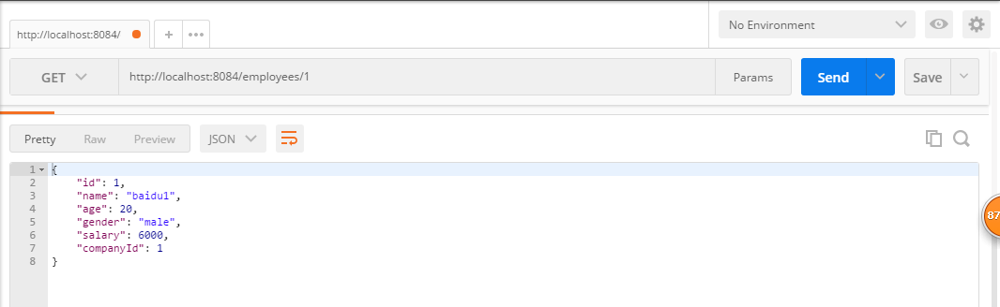 http://localhost:8084/
+
•••
No Environment
GET
http://localhost:8084/employees/1
Params
Send
Save
Pretty
Raw
Preview
JSON
1 {
2 "id": 1,
3 "name": "baidu1",
4 "age": 20,
5 "gender": "male",
6 "salary": 6000,
7 "companyId": 1
8 }
87